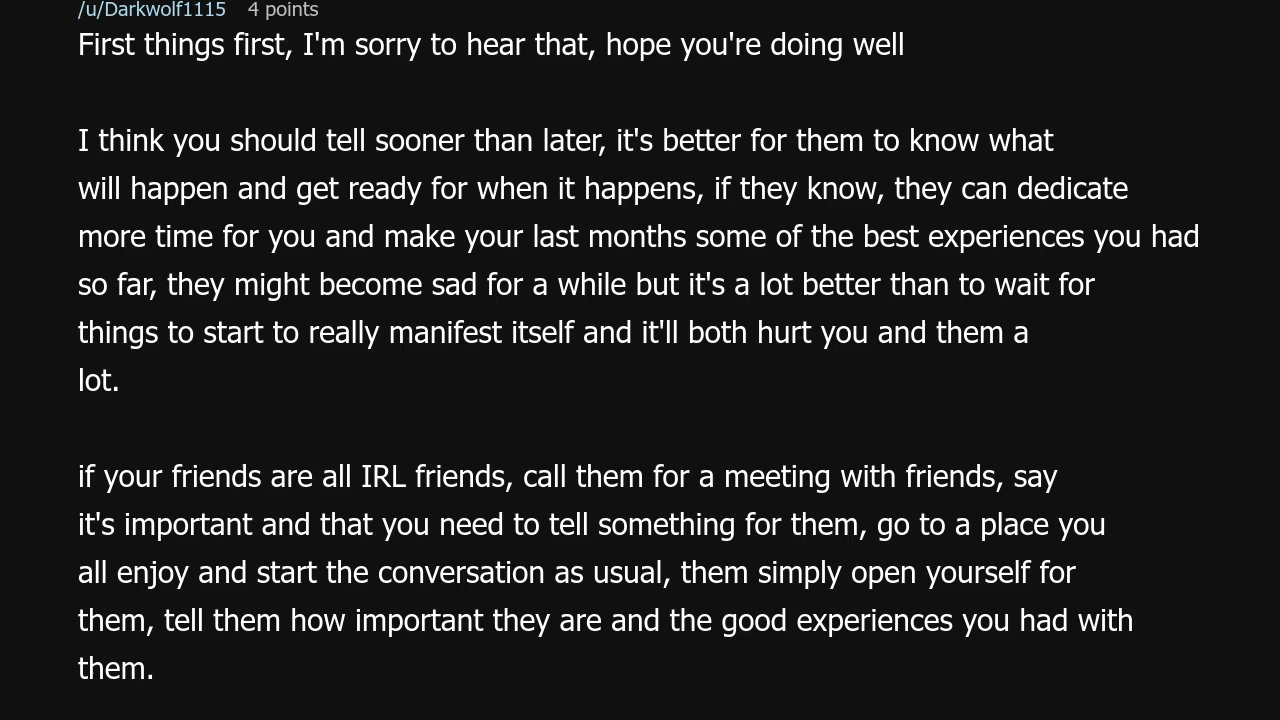 /u/Darkwolf1115 4 points
First things first, I'm sorry to hear that, hope you're doing well
I think you should tell sooner than later, it's better for them to know what
will happen and get ready for when it happens, if they know, they can dedicate
more time for you and make your last months some of the best experiences you had
so far, they might become sad for a while but it's a lot better than to wait for
things to start to really manifest itself and it'll both hurt you and them a
lot.
if your friends are all IRL friends, call them for a meeting with friends, say
it's important and that you need to tell something for them, go to a place you
all enjoy and start the conversation as usual, them simply open yourself for
them, tell them how important they are and the good experiences you had with
them.